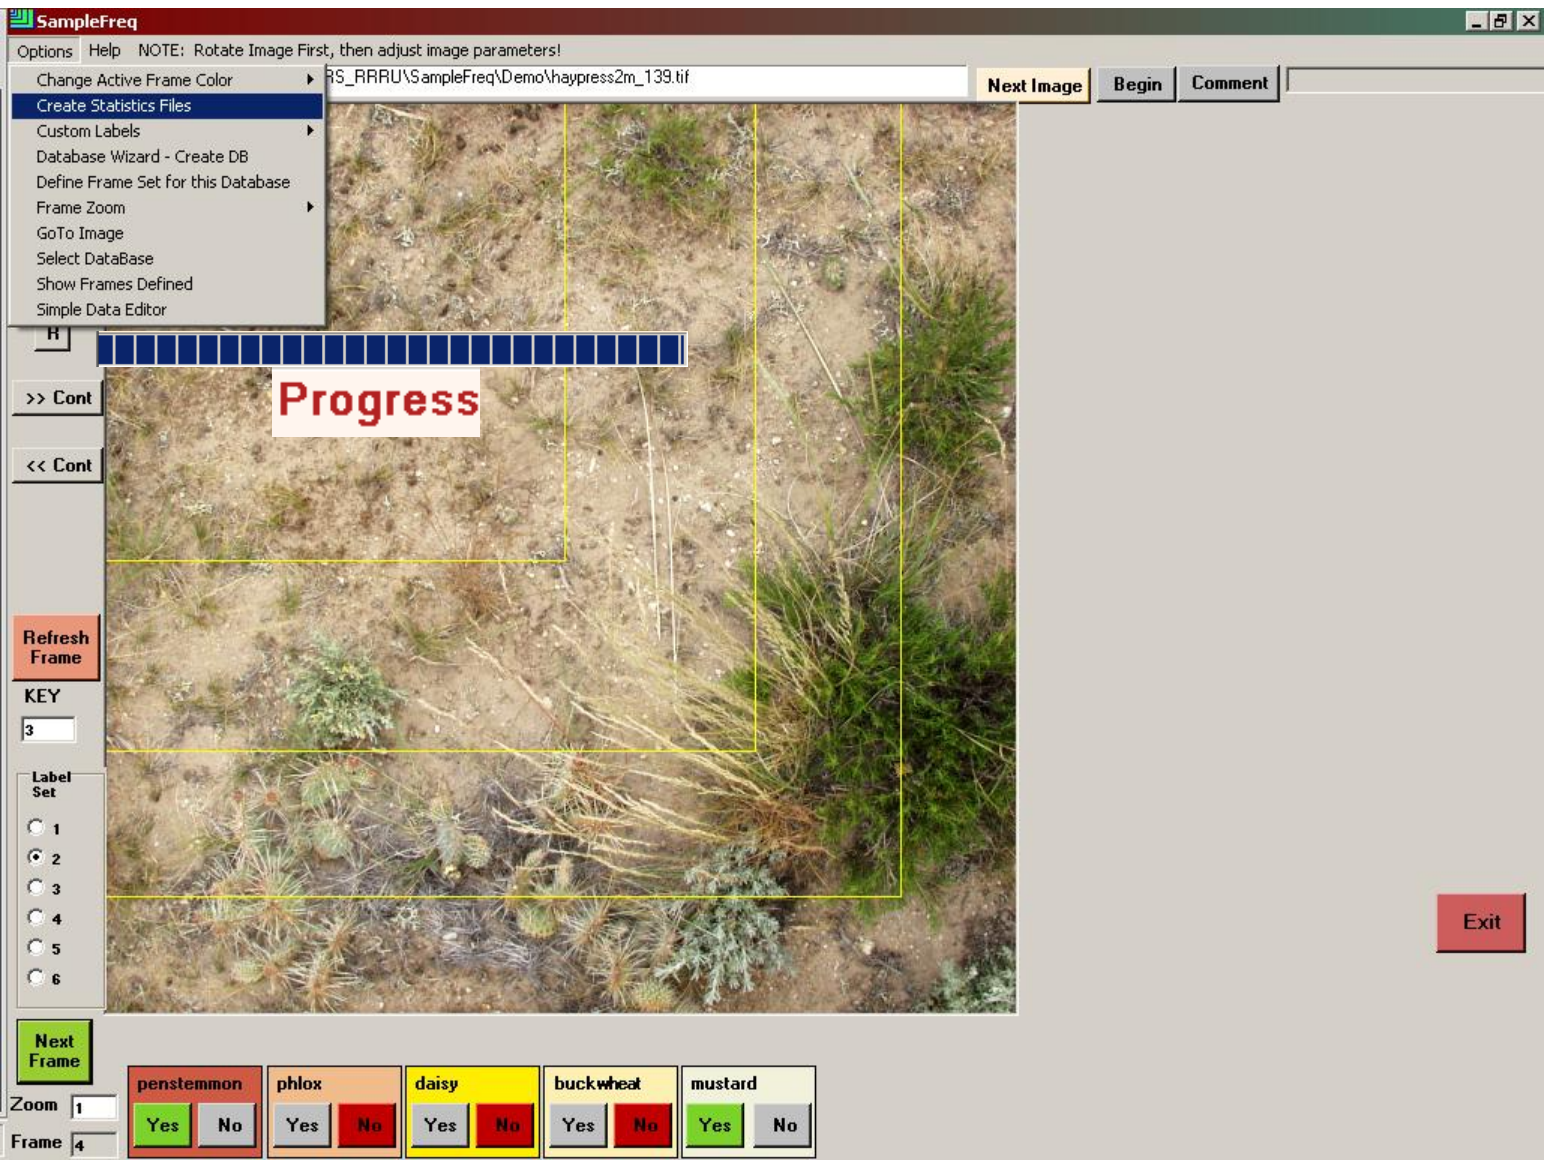 SampleFreq
Options Help NOTE: Rotate Image First, then adjust image parameters!
RS_RRRU\SampleFreq\Demo\haypress2m_139.tif
Next Image
Begin
Comment
Change Active Frame Color
Create Statistics Files
Custom Labels
Database Wizard - Create DB
Define Frame Set for this Database
Frame Zoom
GoTo Image
Select DataBase
Show Frames Defined
Simple Data Editor
>> Cont
Progress
<< Cont
Refresh
Frame
KEY
3
Label
Set
1
2
3
4
5
6
Exit
Next
Frame
Zoom 1
Frame 4
penstemmon
Yes No
phlox
Yes No
daisy
Yes No
buckwheat
Yes No
mustard
Yes No